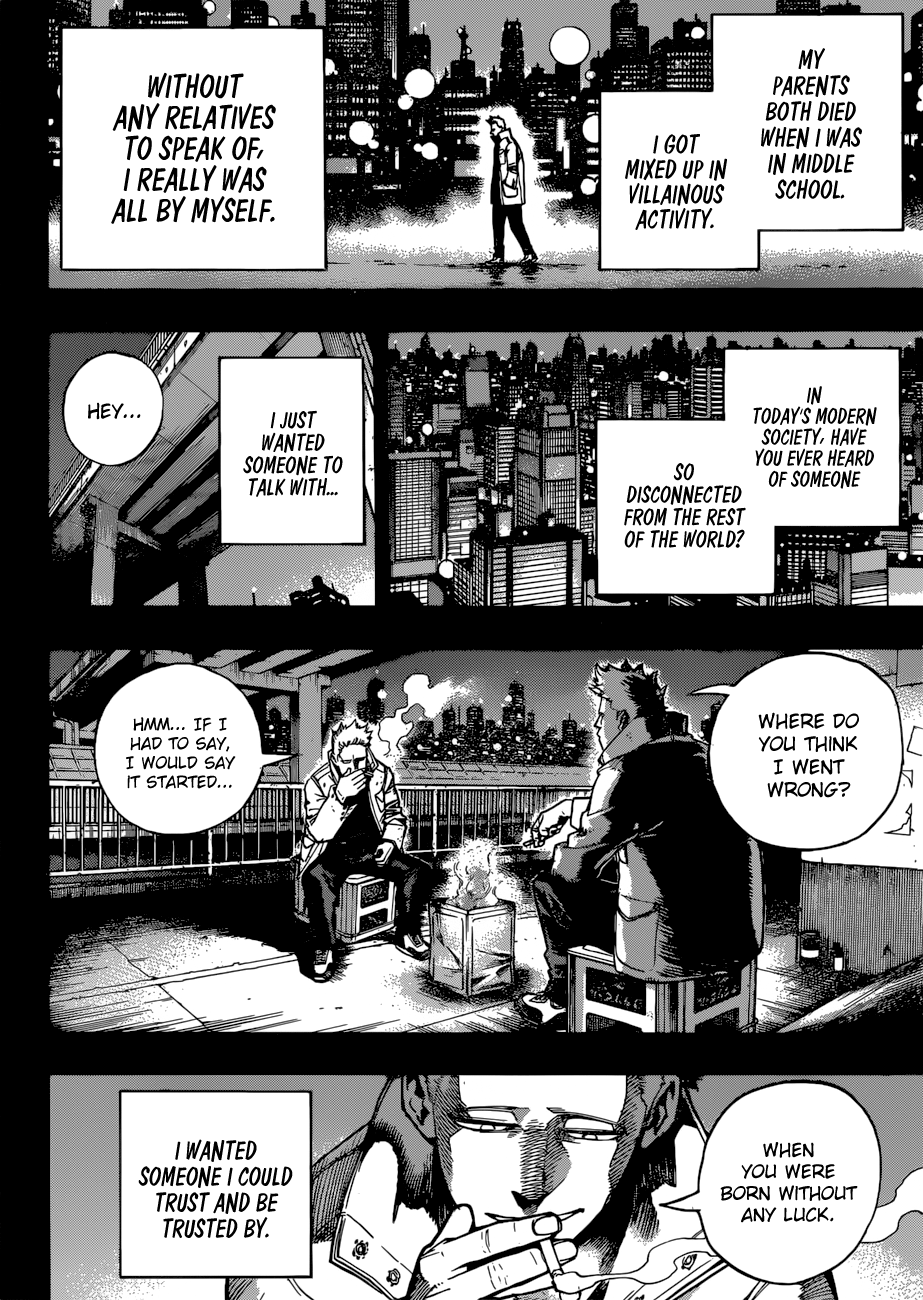 MY
PARENTS
BOTH DIED
WHEN I WAS
IN MIDDLE
SCHOOL.
I GOT
MIXED UP IN
VILLAINOUS
ACTIVITY.
WITHOUT
ANY RELATIVES
TO SPEAK OF,
I REALLY WAS
ALL BY MYSELF.
IN
TODAY'S MODERN
SOCIETY, HAVE
YOU EVER HEARD
OF SOMEONE
SO
DISCONNECTED
FROM THE REST
OF THE WORLD?
I JUST
WANTED
SOMEONE TO
TALK WITH...
HEY...
WHERE DO
YOU THINK
I WENT
WRONG?
HMM... IF I
HAD TO SAY,
I WOULD SAY
IT STARTED...
WHEN
YOU WERE
BORN WITHOUT
ANY LUCK.
I WANTED
SOMEONE I COULD
TRUST AND BE
TRUSTED BY.